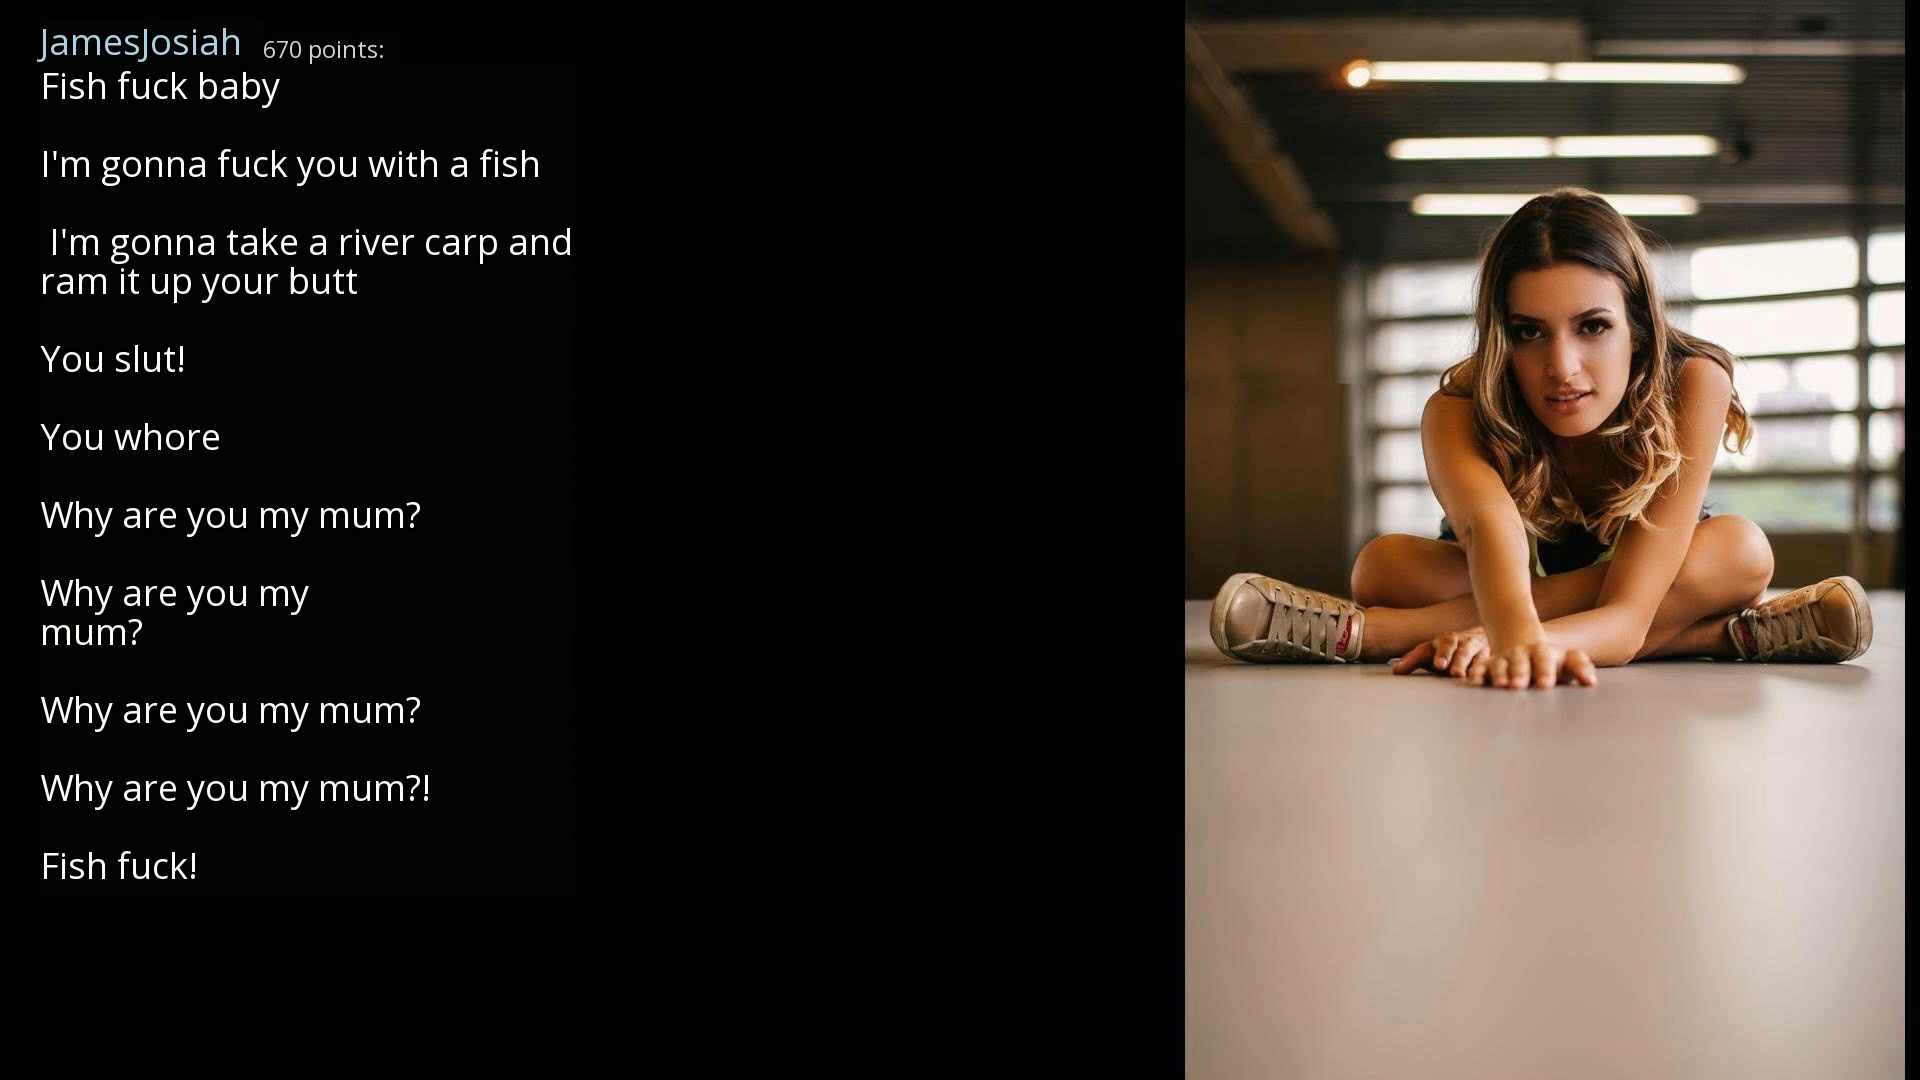 JamesJosiah 670 points:
Fish fuck baby
I'm gonna fuck you with a fish
I'm gonna take a river carp and
ram it up your butt
You slut!
You whore
Why are you my mum?
Why are you my
mum?
Why are you my mum?
Why are you my mum?!
Fish fuck!